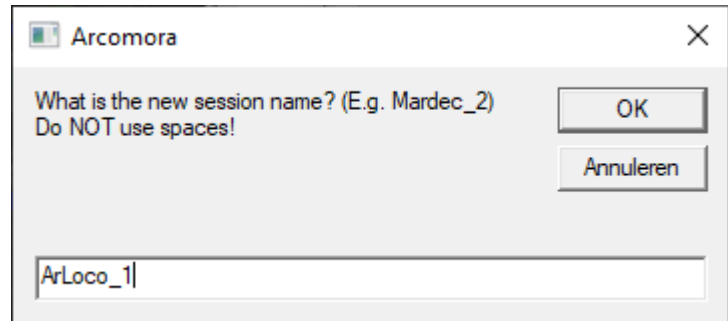 Arcomora
What is the new session name? (E.g. Mardec_2)
Do NOT use spaces!
OK
Annuleren
ArLoco_1